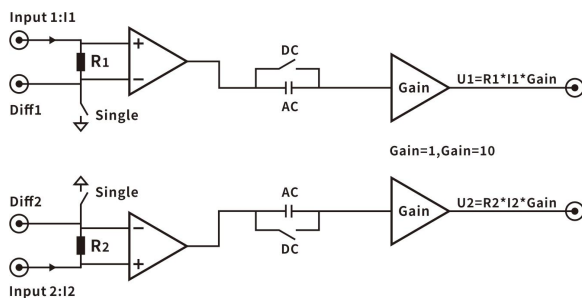 Input 1:I1
+
R1
−
Diff1
Single
DC
AC
Gain
U1=R1*I1*Gain
Gain=1,Gain=10
Diff2
Single
−
R2
+
Input 2:I2
AC
DC
Gain
U2=R2*I2*Gain